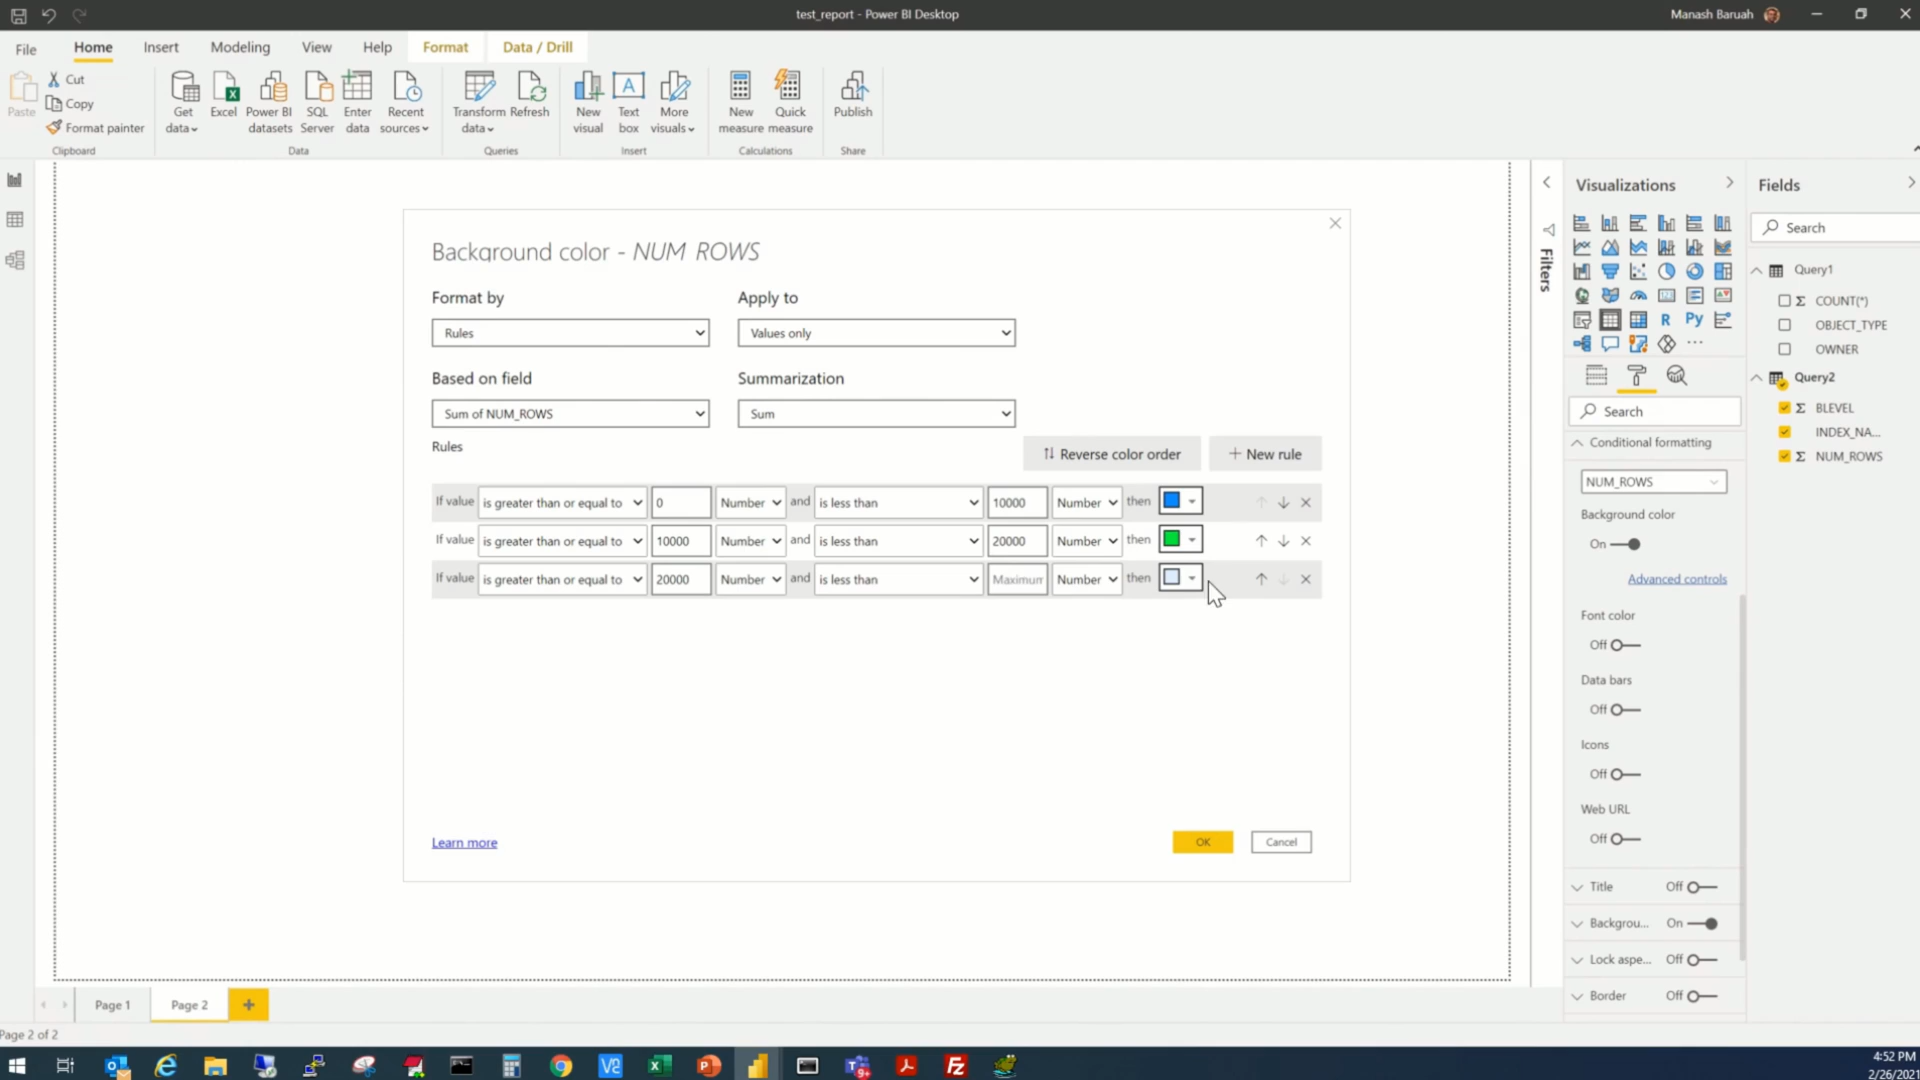 test_report - Power BI Desktop
Manash Baruah
File
Home
Insert
Modeling
View
Help
Format
Data / Drill
Paste
Cut
Copy
Format painter
Clipboard
Get data
Excel
Power BI datasets
SQL Server
Enter data
Recent sources
Data
Transform data
Refresh
Queries
New visual
Text box
More visuals
Insert
New measure
Quick measure
Calculations
Publish
Share
Background color - NUM_ROWS
Format by
Apply to
Rules
Values only
Based on field
Summarization
Sum of NUM_ROWS
Sum
Rules
Reverse color order
New rule
If value is greater than or equal to 0 Number and is less than 10000 Number then
If value is greater than or equal to 10000 Number and is less than 20000 Number then
If value is greater than or equal to 20000 Number and is less than Maximum Number then
Learn more
OK
Cancel
Filters
Visualizations
R
Py
Search
Conditional formatting
NUM_ROWS
Background color
On
Advanced controls
Font color
Off
Data bars
Off
Icons
Off
Web URL
Off
Title Off
Backgrou... On
Lock aspe... Off
Border Off
Fields
Search
Query1
COUNT(*)
OBJECT_TYPE
OWNER
Query2
BLEVEL
INDEX_NA...
NUM_ROWS
Page 1
Page 2
Page 2 of 2
4:52 PM
2/26/2021